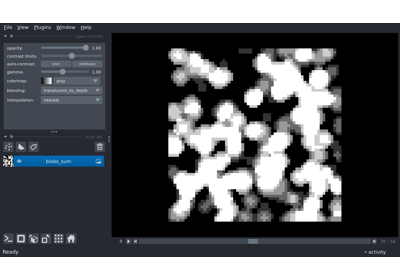 File View Plugins Window Help
opacity: 1.00
contrast limits:
auto-contrast: once continuous
gamma: 1.00
colormap: gray
blending: translucent_no_depth
interpolation: nearest
blobs_sum
Ready
activity